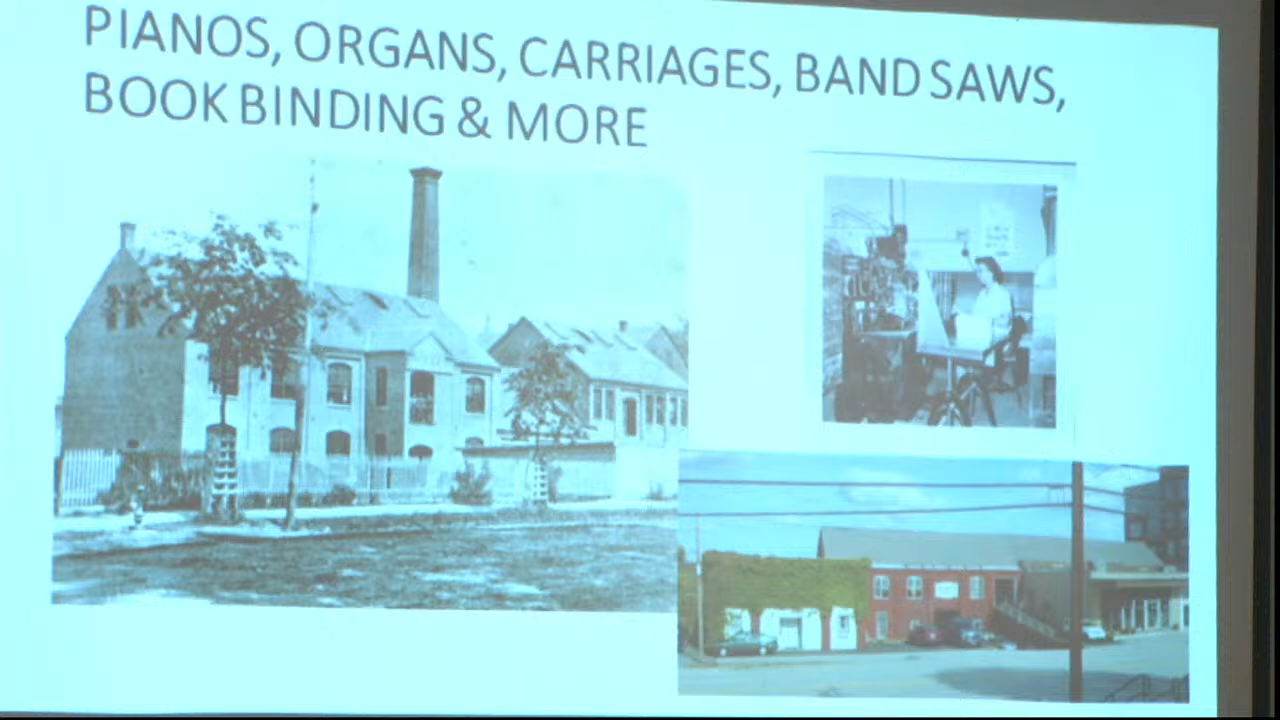 PIANOS, ORGANS, CARRIAGES, BAND SAWS,
BOOK BINDING & MORE